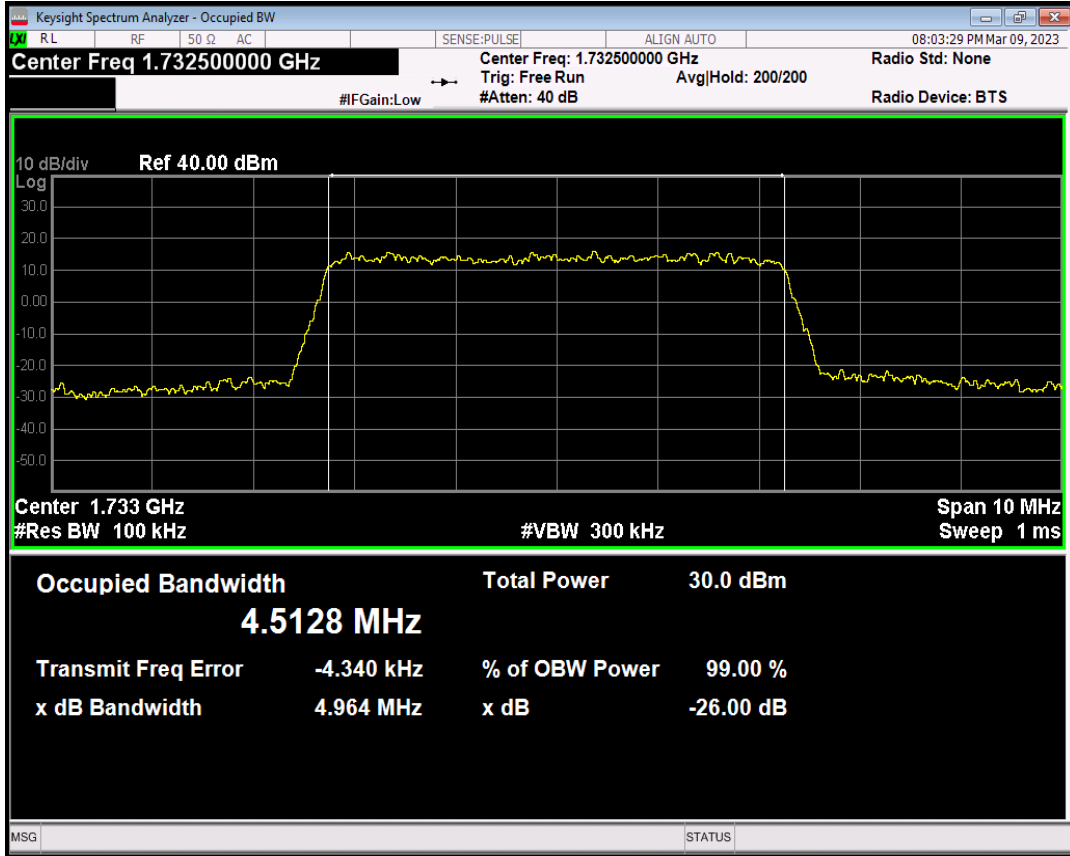 Keysight Spectrum Analyzer - Occupied BW
LXI RL RF 50 Ω AC SENSE:PULSE ALIGN AUTO 08:03:29 PM Mar 09, 2023
Center Freq 1.732500000 GHz Center Freq: 1.732500000 GHz Radio Std: None
Trig: Free Run Avg|Hold: 200/200
#IFGain:Low #Atten: 40 dB Radio Device: BTS
10 dB/div Ref 40.00 dBm
Log
30.0
20.0
10.0
0.00
-10.0
-20.0
-30.0
-40.0
-50.0
Center 1.733 GHz Span 10 MHz
#Res BW 100 kHz #VBW 300 kHz Sweep 1 ms
Occupied Bandwidth Total Power 30.0 dBm
4.5128 MHz
Transmit Freq Error -4.340 kHz % of OBW Power 99.00 %
x dB Bandwidth 4.964 MHz x dB -26.00 dB
MSG STATUS